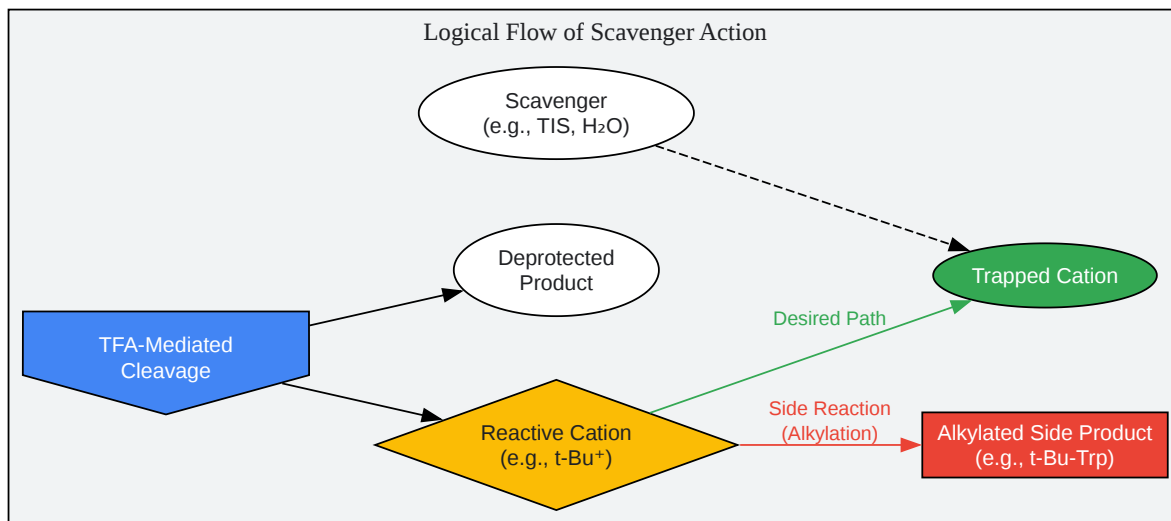 Logical Flow of Scavenger Action
Scavenger
(e.g., TIS, H₂O)
Deprotected
Product
Trapped Cation
Desired Path
TFA-Mediated
Cleavage
Side Reaction
(Alkylation)
Reactive Cation
(e.g., t-Bu⁺)
Alkylated Side Product
(e.g., t-Bu-Trp)